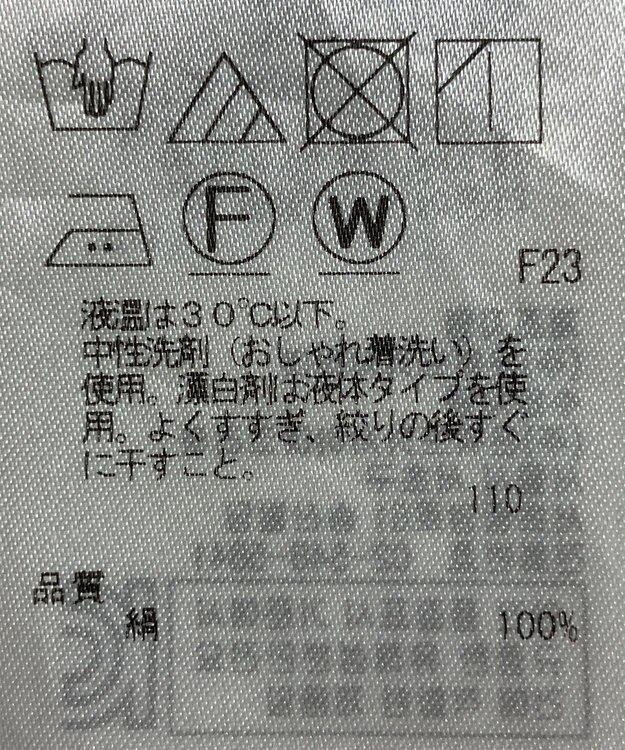 F
W
F23
液温は30℃以下。
中性洗剤（おしゃれ着洗い）を
使用。漂白剤は液体タイプを使
用。よくすすぎ、絞りの後すぐ
に干すこと。
110
品質
絹 100%